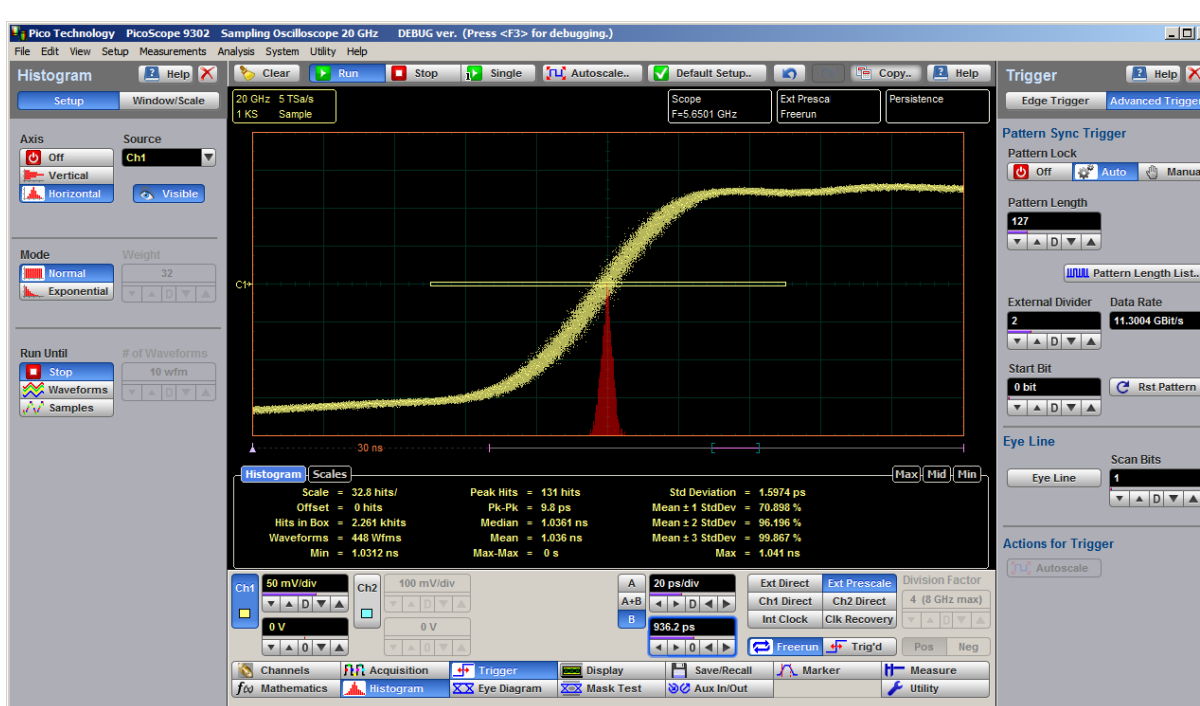 Pico Technology PicoScope 9302 Sampling Oscilloscope 20 GHz DEBUG ver. (Press <F3> for debugging.)
File Edit View Setup Measurements Analysis System Utility Help
Histogram Help
Setup Window/Scale
Axis Source
Off Ch1
Vertical
Horizontal Visible
Mode Weight
Normal 32
Exponential D
Run Until # of Waveforms
Stop 10 wfm
Waveforms D
Samples
Clear Run Stop Single Autoscale.. Default Setup.. Copy.. Help
20 GHz 5 TSa/s
1 KS Sample
Scope
F=5.6501 GHz
Ext Presca
Freerun
Persistence
C1
30 ns
Histogram Scales Max Mid Min
Scale = 32.8 hits/ Peak Hits = 131 hits Std Deviation = 1.5974 ps
Offset = 0 hits Pk-Pk = 9.8 ps Mean ± 1 StdDev = 70.898 %
Hits in Box = 2.261 khits Median = 1.0361 ns Mean ± 2 StdDev = 96.196 %
Waveforms = 448 Wfms Mean = 1.036 ns Mean ± 3 StdDev = 99.867 %
Min = 1.0312 ns Max-Max = 0 s Max = 1.041 ns
Ch1 50 mV/div Ch2 100 mV/div A 20 ps/div Ext Direct Ext Prescale Division Factor
D D A+B D Ch1 Direct Ch2 Direct 4 (8 GHz max)
0 V 0 V B 936.2 ps Int Clock Clk Recovery D
0 0 0 Freerun Trig'd Pos Neg
Channels Acquisition Trigger Display Save/Recall Marker Measure
f(x) Mathematics Histogram Eye Diagram Mask Test Aux In/Out Utility
Trigger Help
Edge Trigger Advanced Trigger
Pattern Sync Trigger
Pattern Lock
Off Auto Manua
Pattern Length
127
D
Pattern Length List..
External Divider Data Rate
2 11.3004 GBit/s
D
Start Bit
0 bit Rst Pattern
D
Eye Line
Scan Bits
Eye Line 1
D
Actions for Trigger
Autoscale